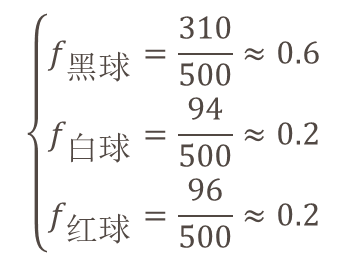 f黑球 = 310/500 ≈ 0.6
f白球 = 94/500 ≈ 0.2
f红球 = 96/500 ≈ 0.2